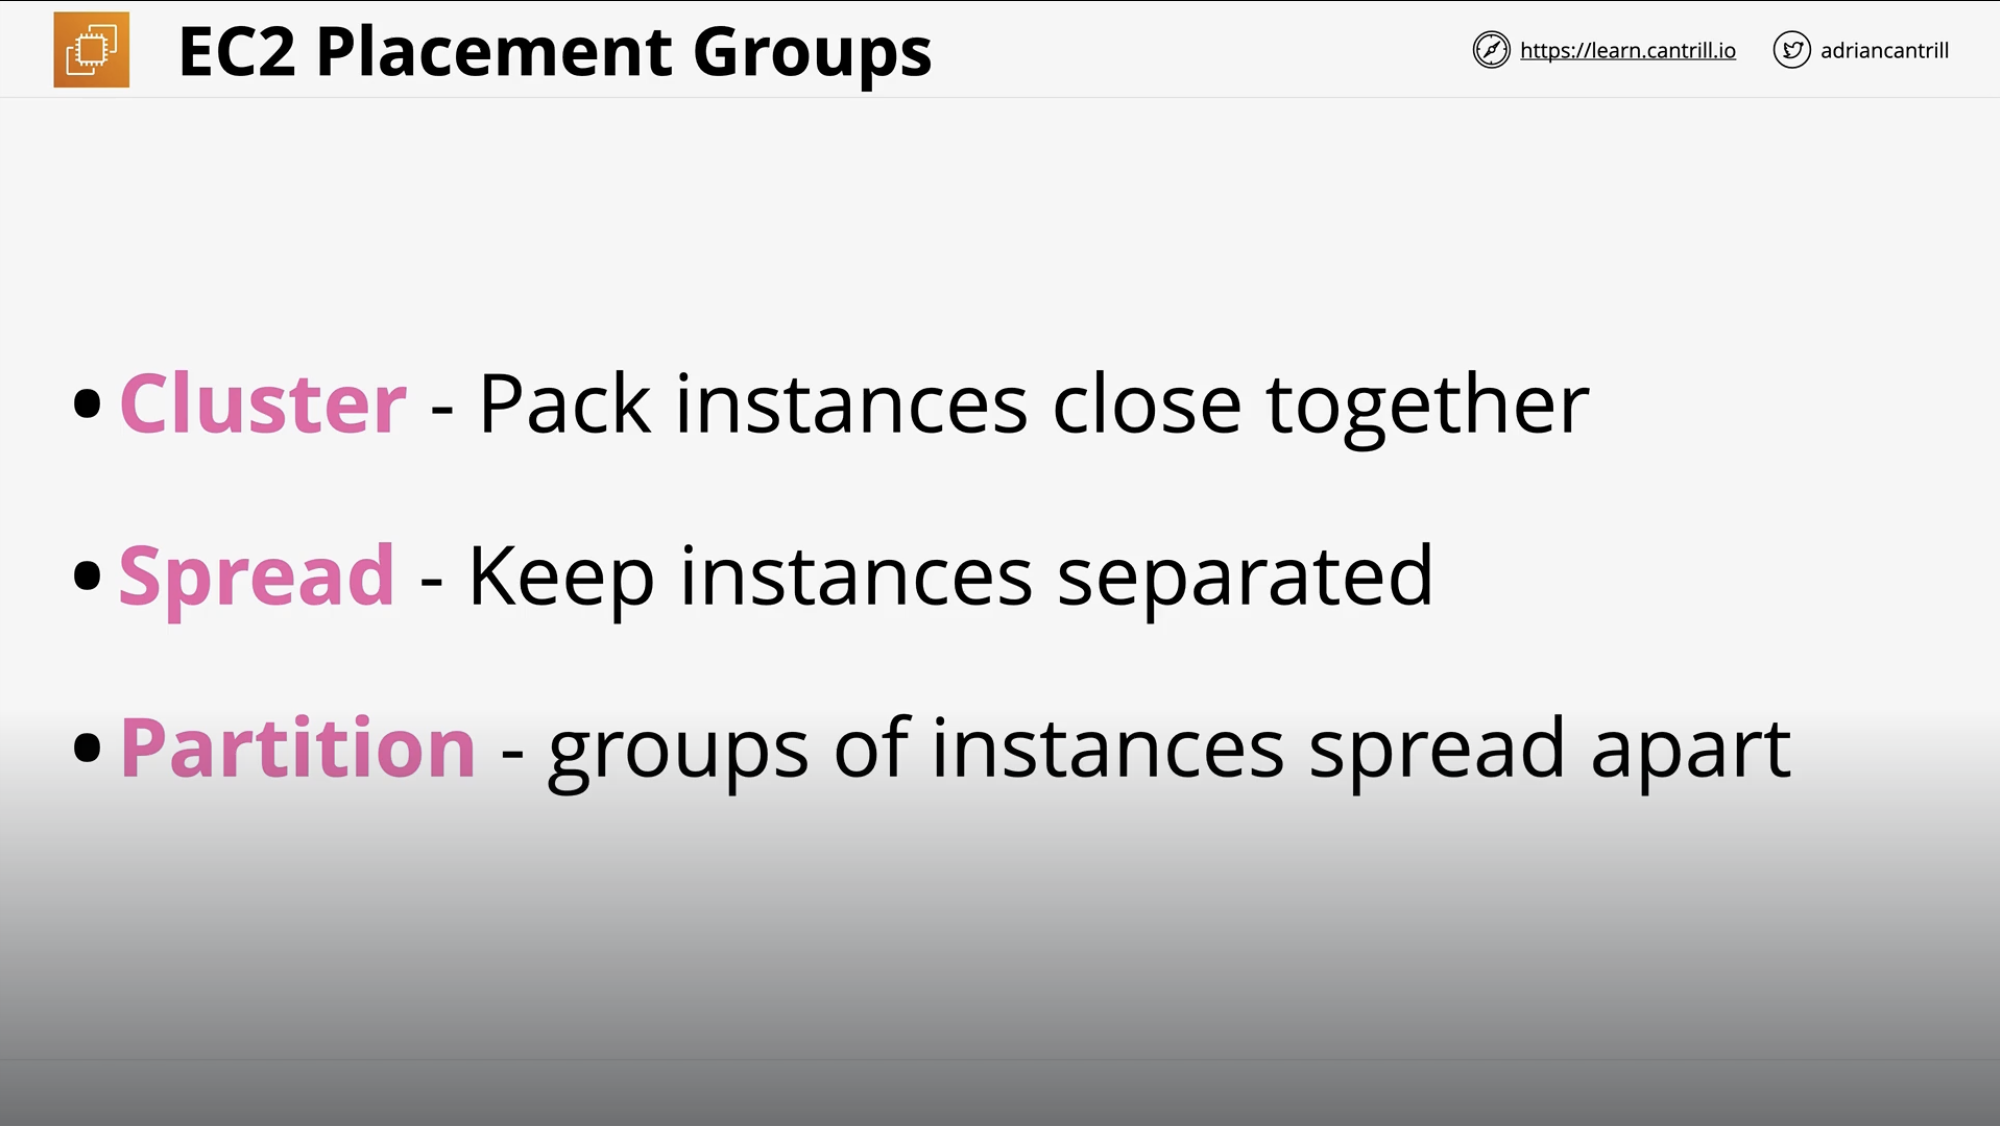 EC2 Placement Groups
https://learn.cantrill.io
adriancantrill
• Cluster - Pack instances close together
• Spread - Keep instances separated
• Partition - groups of instances spread apart